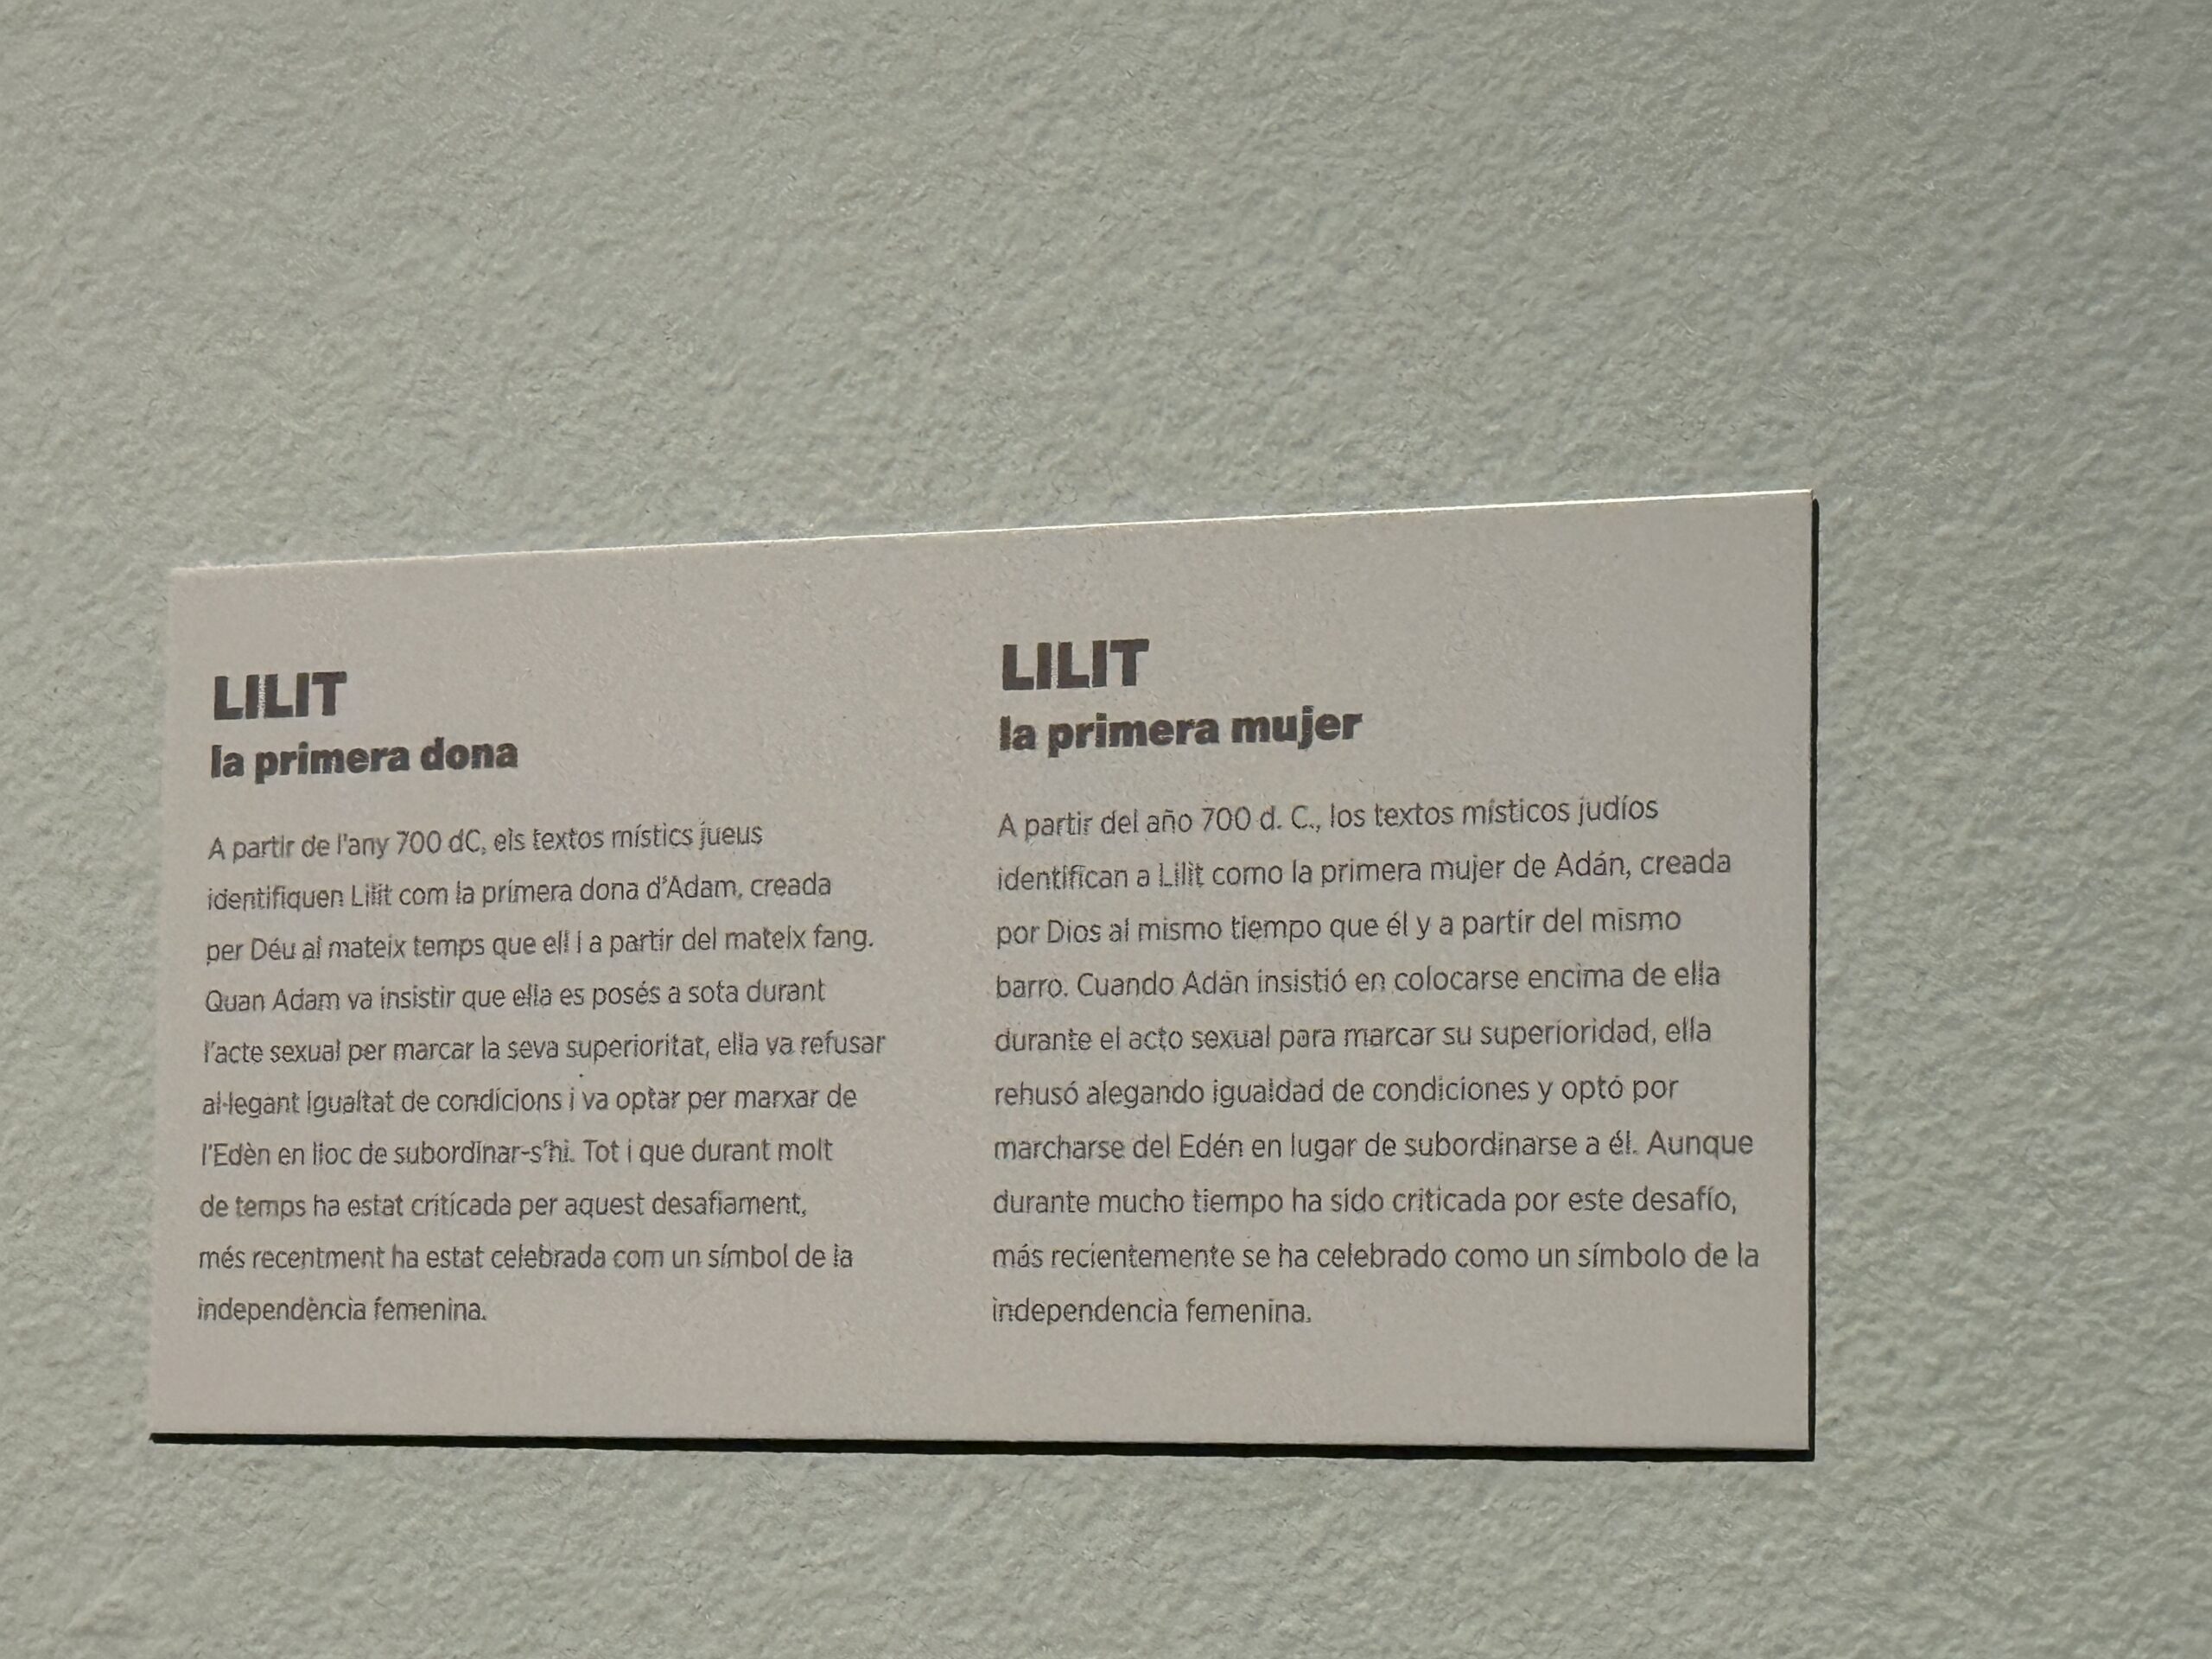 LILIT
la primera dona
A partir de l'any 700 dC, els textos místics jueus
identifiquen Lilit com la primera dona d'Adam, creada
per Déu al mateix temps que ell i a partir del mateix fang.
Quan Adam va insistir que ella es posés a sota durant
l'acte sexual per marcar la seva superioritat, ella va refusar
al·legant igualtat de condicions i va optar per marxar de
l'Edèn en lloc de subordinar-s'hi. Tot i que durant molt
de temps ha estat criticada per aquest desafiament,
més recentment ha estat celebrada com un símbol de la
independència femenina.
LILIT
la primera mujer
A partir del año 700 d. C., los textos místicos judíos
identifican a Lilit como la primera mujer de Adán, creada
por Dios al mismo tiempo que él y a partir del mismo
barro. Cuando Adán insistió en colocarse encima de ella
durante el acto sexual para marcar su superioridad, ella
rehusó alegando igualdad de condiciones y optó por
marcharse del Edén en lugar de subordinarse a él. Aunque
durante mucho tiempo ha sido criticada por este desafío,
más recientemente se ha celebrado como un símbolo de la
independencia femenina.